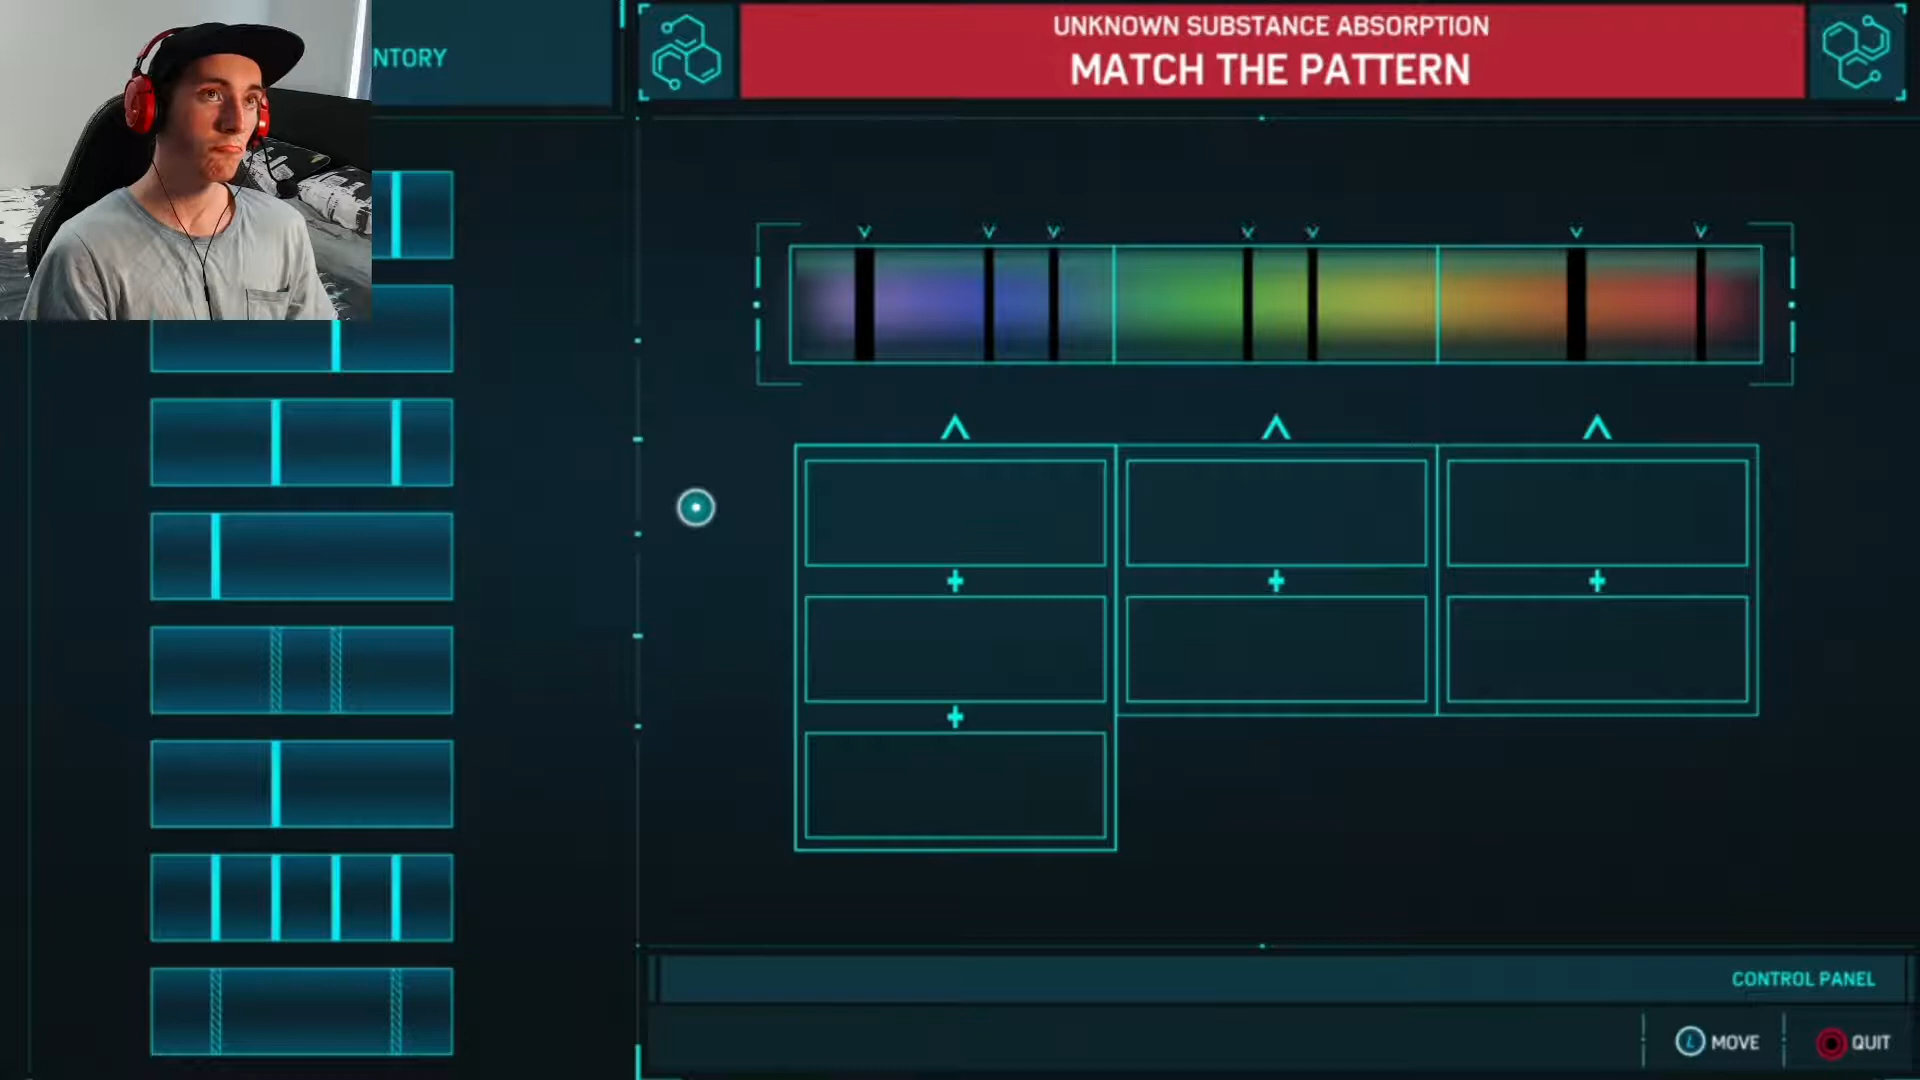 NTORY
UNKNOWN SUBSTANCE ABSORPTION
MATCH THE PATTERN
CONTROL PANEL
L MOVE
QUIT